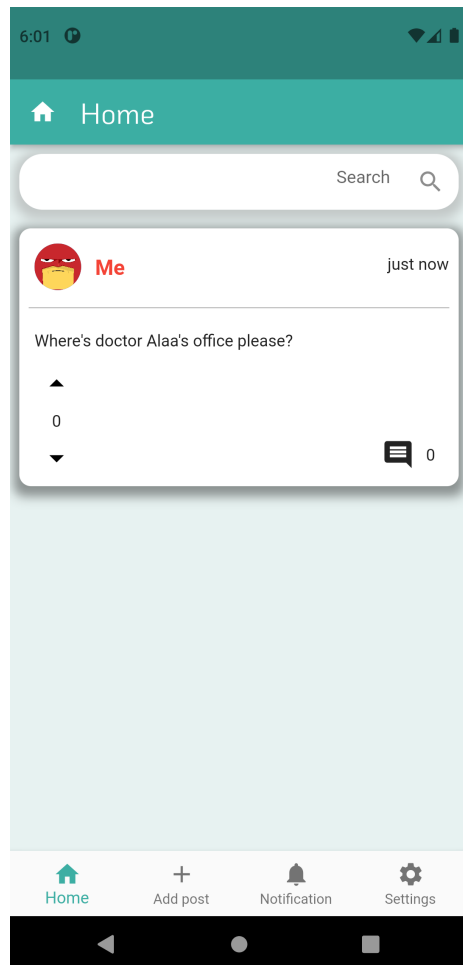 6:01
Home
Search
Me
just now
Where's doctor Alaa's office please?
0
0
Home
Add post
Notification
Settings